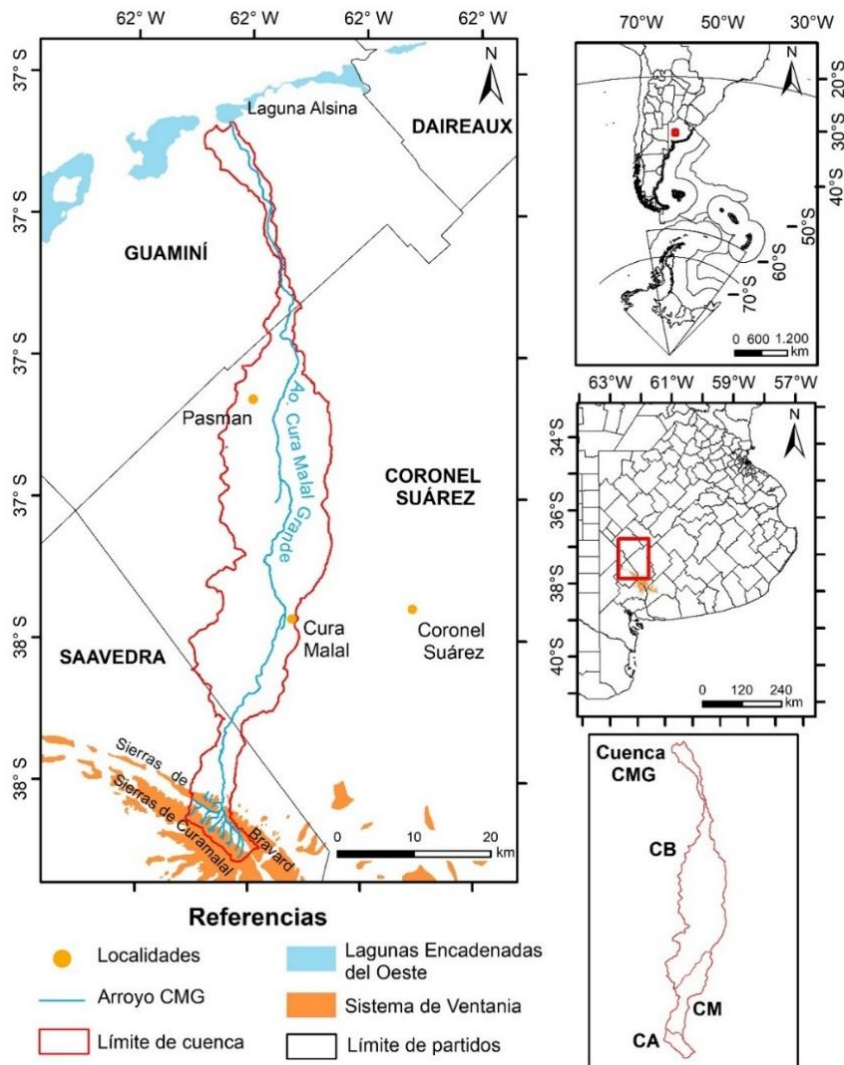 62° W
62° W
62° W
37° S
37° S
37° S
37° S
38° S
38° S
N
Laguna Alsina
DAIREAUX
GUAMINÍ
Pasman
Ao Cura Malal Grande
CORONEL
SUÁREZ
Cura
Malal
Coronel
Suárez
SAAVEDRA
Sierras de
Bravard
Sierras de Curamalal
0 10 20
km
70°W 50°W 30°W
N
20°S
30°S
40°S
50°S
60°S
70°S
0 600 1.200
km
63°W 61°W 59°W 57°W
N
34°S
36°S
38°S
40°S
0 120 240
km
Cuenca
CMG
CB
CM
CA
Referencias
Localidades
Arroyo CMG
Límite de cuenca
Lagunas Encadenadas
del Oeste
Sistema de Ventania
Límite de partidos